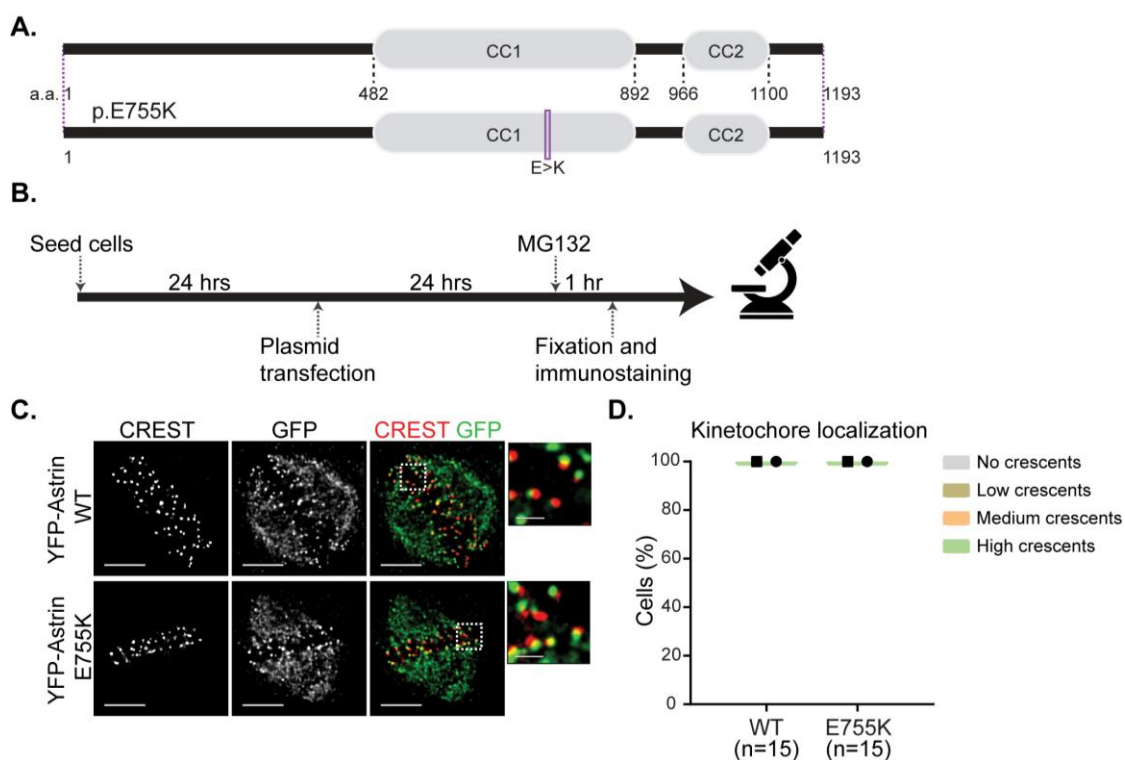 A.
CC1
CC2
a.a. 1
482
892
966
1100
1193
p.E755K
CC1
CC2
1
E>K
1193
B.
Seed cells
MG132
24 hrs
24 hrs
1 hr
Plasmid
transfection
Fixation and
immunostaining
C.
CREST
GFP
CREST GFP
YFP-Astrin
WT
YFP-Astrin
E755K
D.
Kinetochore localization
Cells (%)
100
80
60
40
20
0
WT
(n=15)
E755K
(n=15)
No crescents
Low crescents
Medium crescents
High crescents